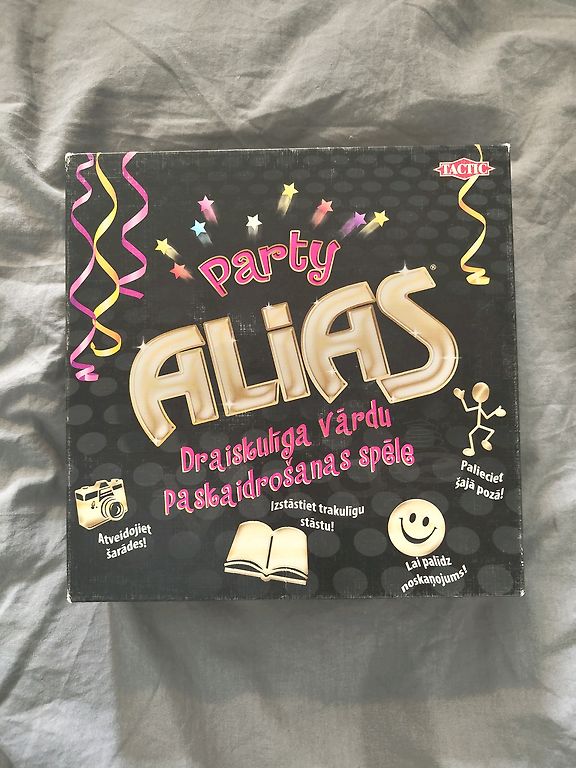 TACTIC
Party
ALiAS®
Draiskulīga vārdu
paskaidrošanas spēle
Palieciet
šajā pozā!
Atveidojiet
šarādes!
Izstāstiet trakulīgu
stāstu!
Lai palīdz
noskaņojums!